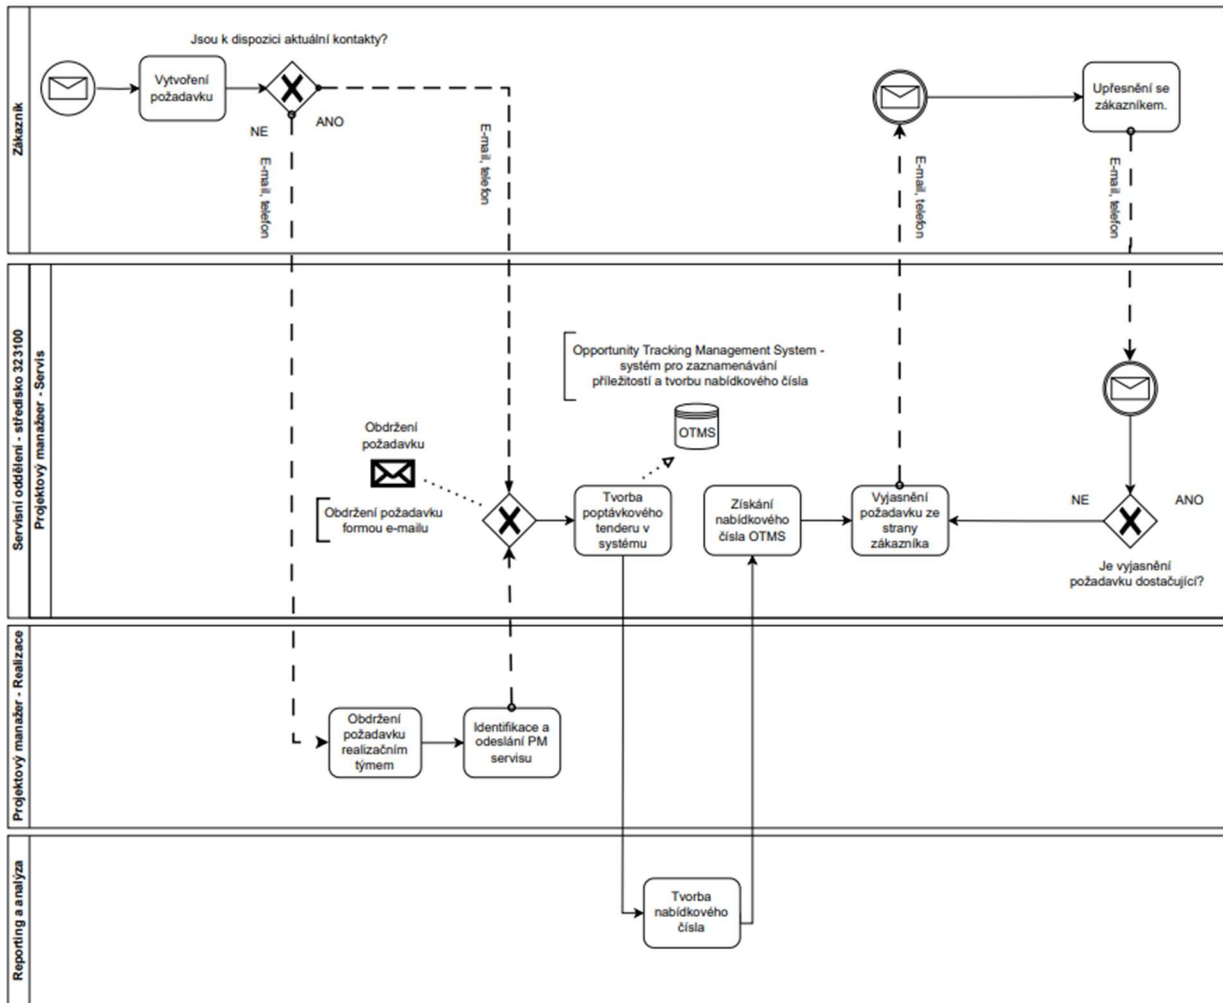 Zákazník
Jsou k dispozici aktuální kontakty?
Vytvoření
požadavku
NE
ANO
E-mail, telefon
E-mail, telefon
E-mail, telefon
Upřesnění se
zákazníkem.
E-mail, telefon
Servisní oddělení - středisko 323100
Projektový manažeer - Servis
Opportunity Tracking Management System -
systém pro zaznamenávání
příležitostí a tvorbu nabídkového čísla
OTMS
Obdržení
požadavku
Obdržení požadavku
formou e-mailu
Tvorba
poptávkového
tenderu v
systému
Získání
nabídkového
čísla OTMS
Vyjasnění
požadavku ze
strany
zákazníka
NE
ANO
Je vyjasnění
požadavku dostačující?
Projektový manažer - Realizace
Obdržení
požadavku
realizačním
týmem
Identifikace a
odeslání PM
servisu
Reporting a analýza
Tvorba
nabídkového
čísla